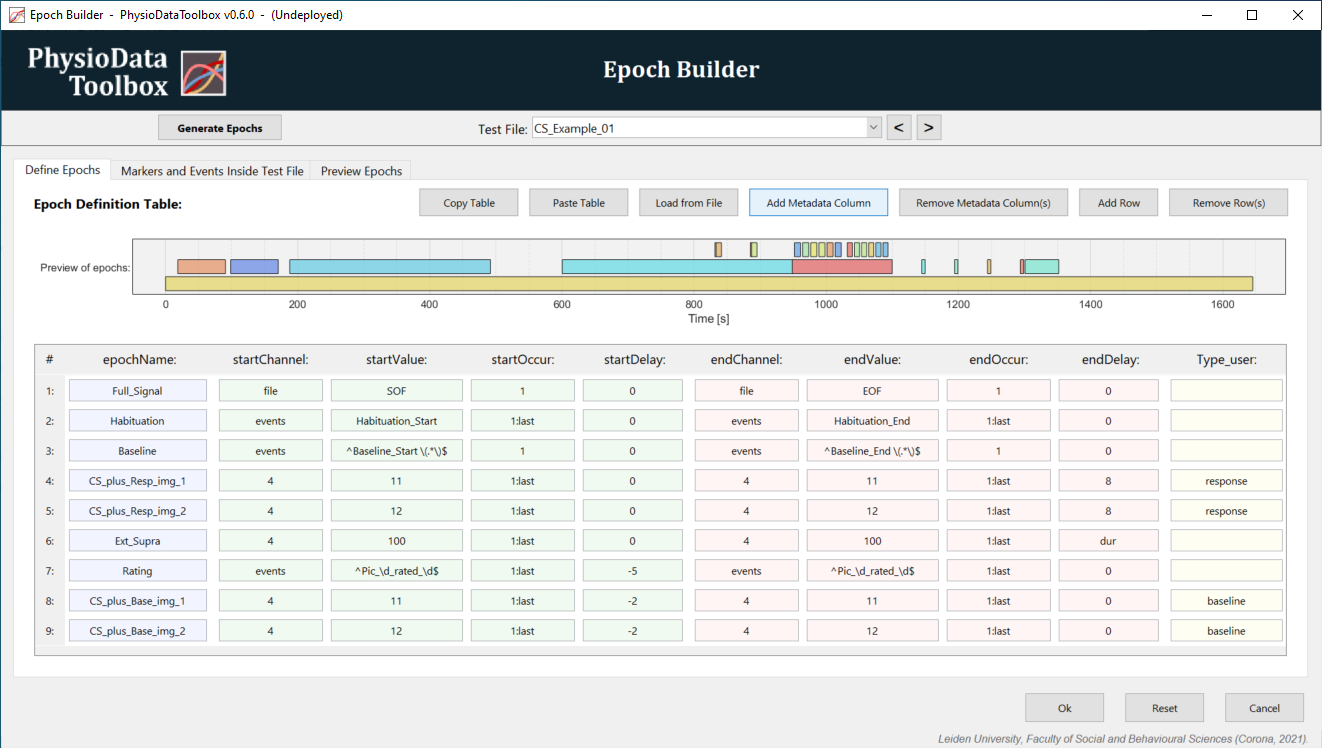 Epoch Builder - PhysioDataToolbox v0.6.0 - (Undeployed)
PhysioData
Toolbox
Epoch Builder
Generate Epochs Test File: CS_Example_01 < >
Define Epochs Markers and Events Inside Test File Preview Epochs
Epoch Definition Table: Copy Table Paste Table Load from File Add Metadata Column Remove Metadata Column(s) Add Row Remove Row(s)
Preview of epochs:
0 200 400 600 800 1000 1200 1400 1600
Time [s]
# epochName: startChannel: startValue: startOccur: startDelay: endChannel: endValue: endOccur: endDelay: Type_user:
1: Full_Signal file SOF 1 0 file EOF 1 0
2: Habituation events Habituation_Start 1:last 0 events Habituation_End 1:last 0
3: Baseline events ^Baseline_Start \(.*\)$ 1 0 events ^Baseline_End \(.*\)$ 1 0
4: CS_plus_Resp_img_1 4 11 1:last 0 4 11 1:last 8 response
5: CS_plus_Resp_img_2 4 12 1:last 0 4 12 1:last 8 response
6: Ext_Supra 4 100 1:last 0 4 100 1:last dur
7: Rating events ^Pic_\d_rated_\d$ 1:last -5 events ^Pic_\d_rated_\d$ 1:last 0
8: CS_plus_Base_img_1 4 11 1:last -2 4 11 1:last 0 baseline
9: CS_plus_Base_img_2 4 12 1:last -2 4 12 1:last 0 baseline
Ok Reset Cancel
Leiden University, Faculty of Social and Behavioural Sciences (Corona, 2021).